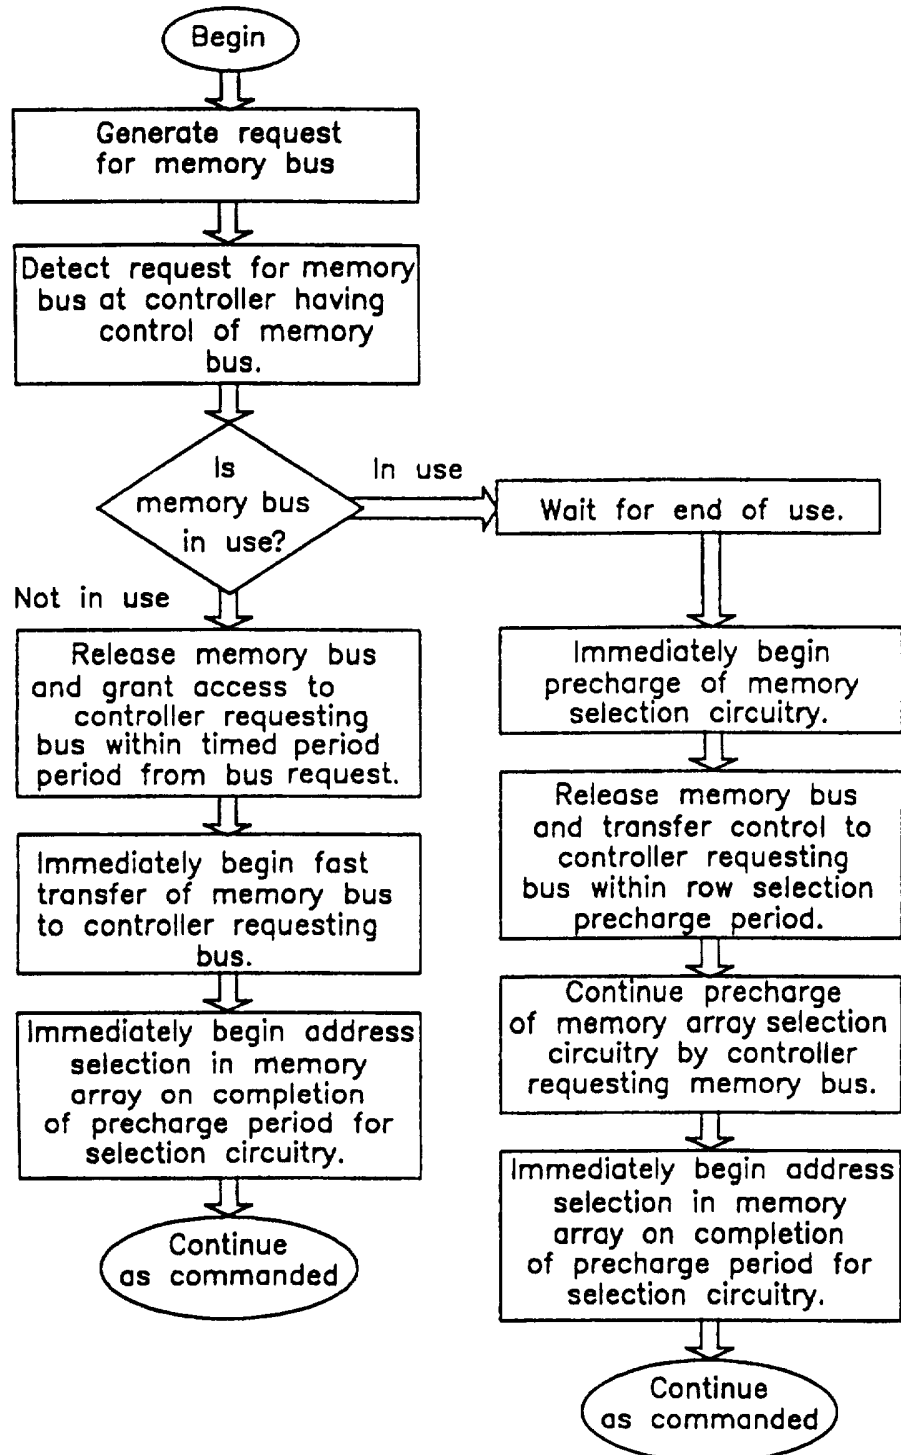 Begin
Generate request
for memory bus
Detect request for memory
bus at controller having
control of memory
bus.
Is
memory bus
in use?
In use
Not in use
Release memory bus
and grant access to
controller requesting
bus within timed period
period from bus request.
Immediately begin fast
transfer of memory bus
to controller requesting
bus.
Immediately begin address
selection in memory
array on completion
of precharge period for
selection circuitry.
Continue
as commanded
Wait for end of use.
Immediately begin
precharge of memory
selection circuitry.
Release memory bus
and transfer control to
controller requesting
bus within row selection
precharge period.
Continue precharge
of memory array selection
circuitry by controller
requesting memory bus.
Immediately begin address
selection in memory
array on completion
of precharge period for
selection circuitry.
Continue
as commanded